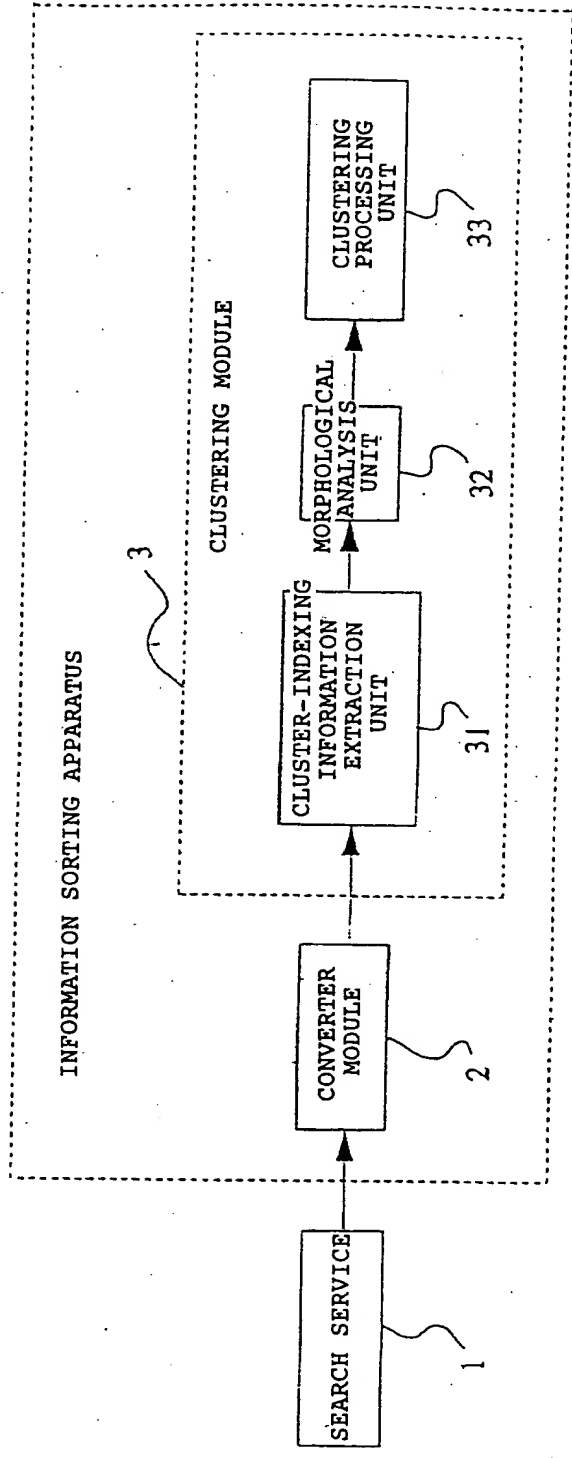 INFORMATION SORTING APPARATUS
3
CLUSTERING MODULE
SEARCH SERVICE
1
CONVERTER
MODULE
2
CLUSTER-INDEXING
INFORMATION
EXTRACTION
UNIT
31
MORPHOLOGICAL
ANALYSIS
UNIT
32
CLUSTERING
PROCESSING
UNIT
33